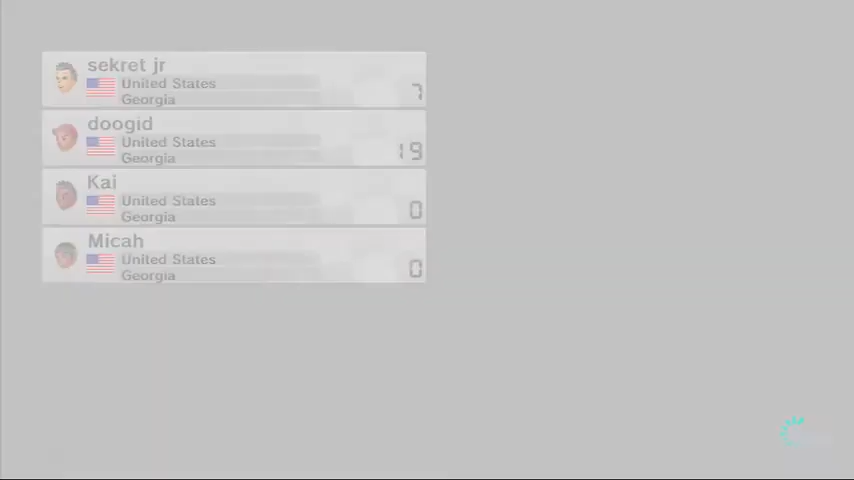 sekret jr
United States
Georgia
7
doogid
United States
Georgia
19
Kai
United States
Georgia
0
Micah
United States
Georgia
0